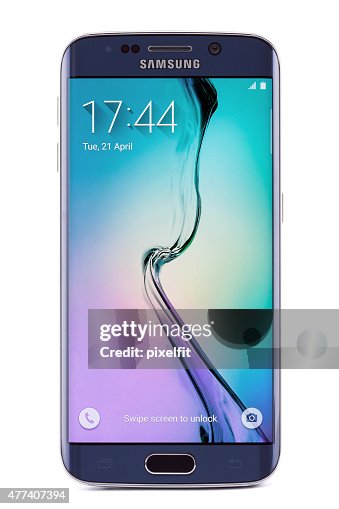 SAMSUNG
17:44
Tue, 21 April
gettyimages®
Credit: pixelfit
Swipe screen to unlock
477407394